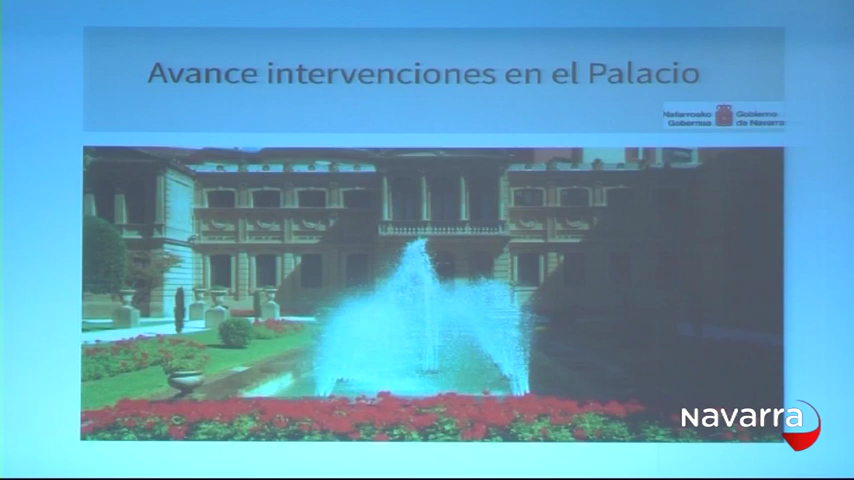 Avance intervenciones en el Palacio
Nafarroako Gobernua
Gobierno de Navarra
Navarra